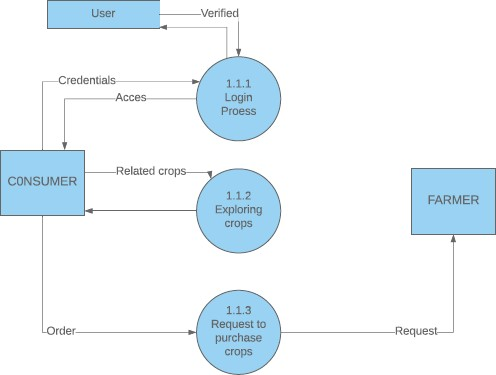 User
Verified
1.1.1
Login
Proess
Credentials
Acces
C0NSUMER
Related crops
1.1.2
Exploring
crops
FARMER
1.1.3
Request to
purchase
crops
Order
Request